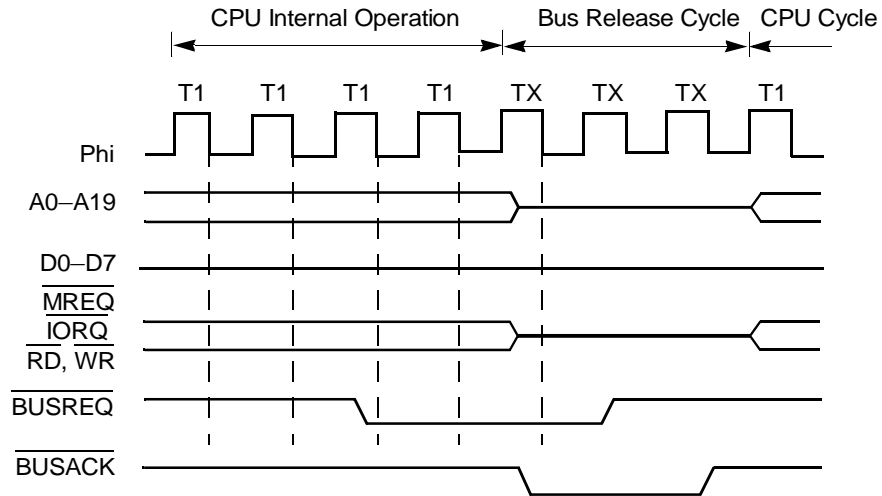 CPU Internal Operation Bus Release Cycle CPU Cycle
T1 T1 T1 T1 TX TX TX T1
Phi
A0–A19
D0–D7
MREQ
IORQ
RD, WR
BUSREQ
BUSACK